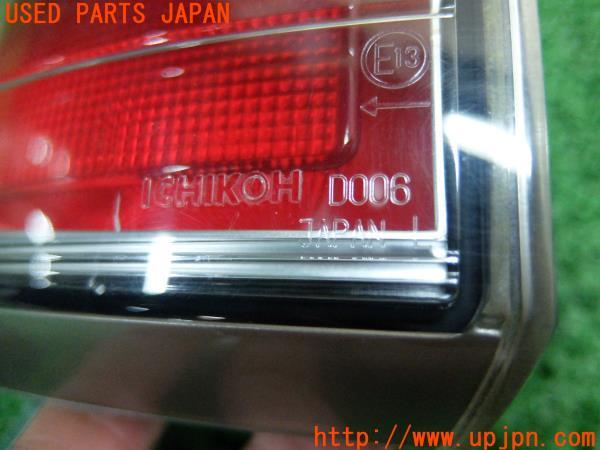 USED PARTS JAPAN
E13
ICHIKOH D006
JAPAN L
http://www.upjpn.com/